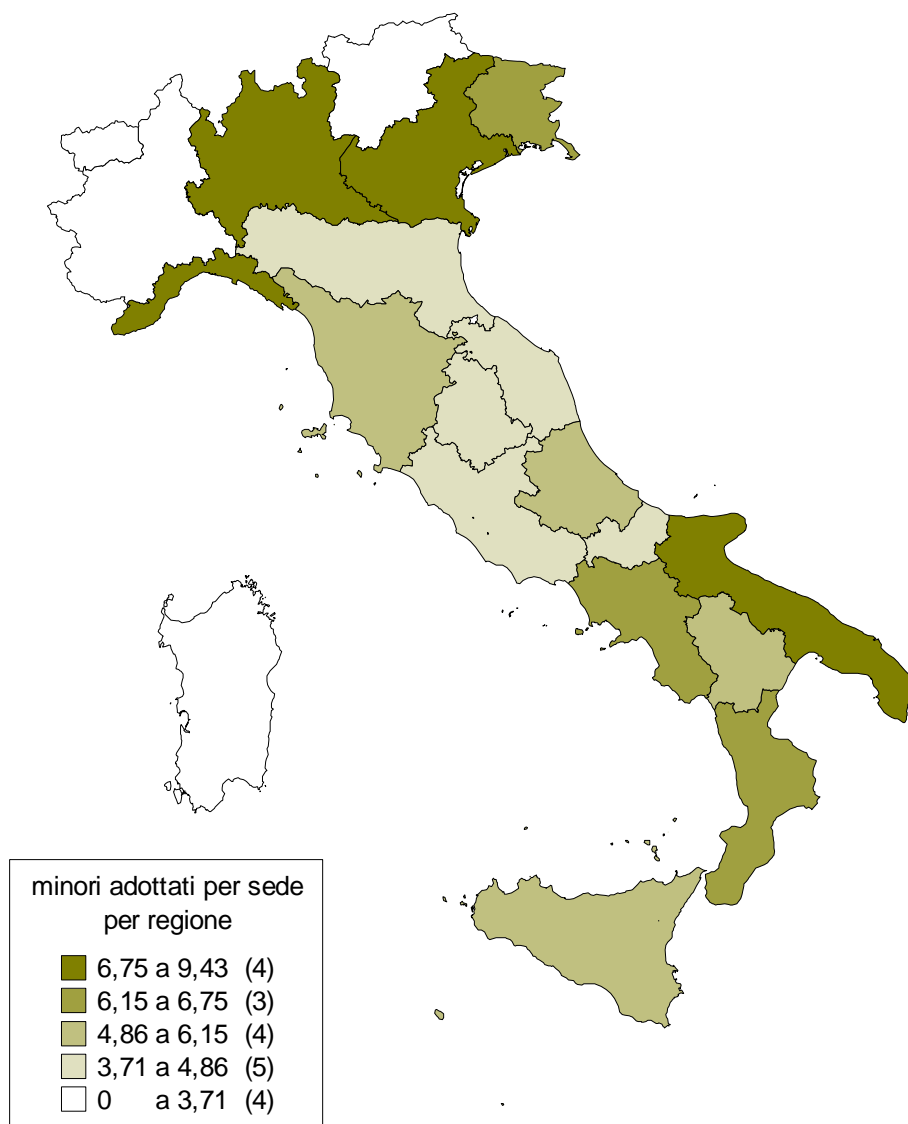 minori adottati per sede
per regione
6,75 a 9,43 (4)
6,15 a 6,75 (3)
4,86 a 6,15 (4)
3,71 a 4,86 (5)
0 a 3,71 (4)